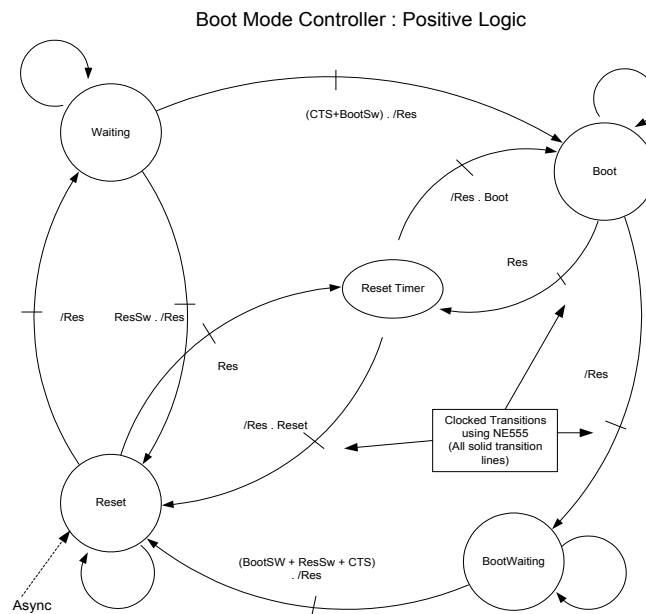 Boot Mode Controller : Positive Logic
(CTS+BootSw) . /Res
Waiting
Boot
/Res . Boot
Res
Reset Timer
/Res
ResSw . /Res
Res
/Res
/Res . Reset
Clocked Transitions
using NE555
(All solid transition
lines)
Reset
(BootSW + ResSw + CTS)
. /Res
BootWaiting
Async